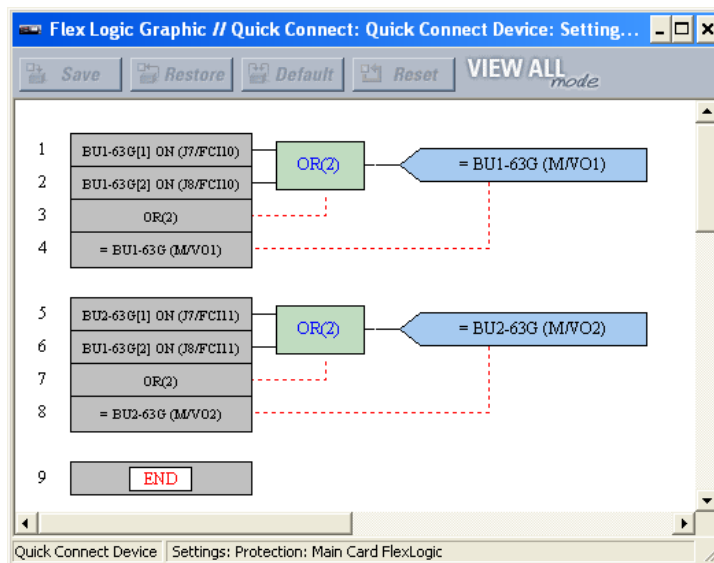 Flex Logic Graphic // Quick Connect: Quick Connect Device: Setting...
Save Restore Default Reset VIEW ALL mode
1 BU1-63G[1] ON (J7/FCI10)
2 BU1-63G[2] ON (J8/FCI10)
3 OR(2)
4 = BU1-63G (M/VO1)
OR(2)
= BU1-63G (M/VO1)
5 BU2-63G[1] ON (J7/FCI11)
6 BU1-63G[2] ON (J8/FCI11)
7 OR(2)
8 = BU2-63G (M/VO2)
OR(2)
= BU2-63G (M/VO2)
9 END
Quick Connect Device Settings: Protection: Main Card FlexLogic